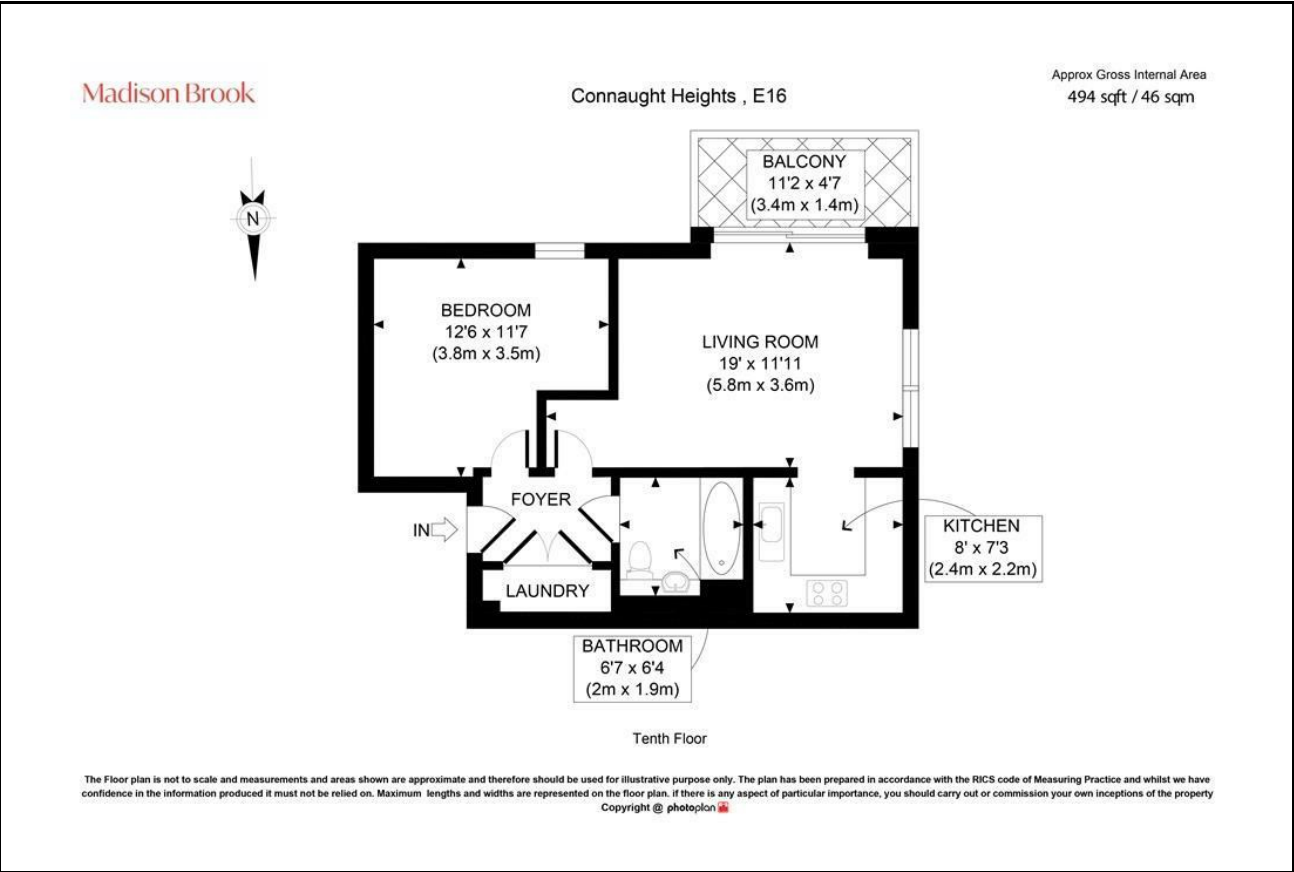 Madison Brook
Connaught Heights , E16
Approx Gross Internal Area
494 sqft / 46 sqm
N
BALCONY
11'2 x 4'7
(3.4m x 1.4m)
BEDROOM
12'6 x 11'7
(3.8m x 3.5m)
LIVING ROOM
19' x 11'11
(5.8m x 3.6m)
FOYER
IN
KITCHEN
8' x 7'3
(2.4m x 2.2m)
LAUNDRY
BATHROOM
6'7 x 6'4
(2m x 1.9m)
Tenth Floor
The Floor plan is not to scale and measurements and areas shown are approximate and therefore should be used for illustrative purpose only. The plan has been prepared in accordance with the RICS code of Measuring Practice and whilst we have
confidence in the information produced it must not be relied on. Maximum lengths and widths are represented on the floor plan. if there is any aspect of particular importance, you should carry out or commission your own inceptions of the property
Copyright @ photoplan